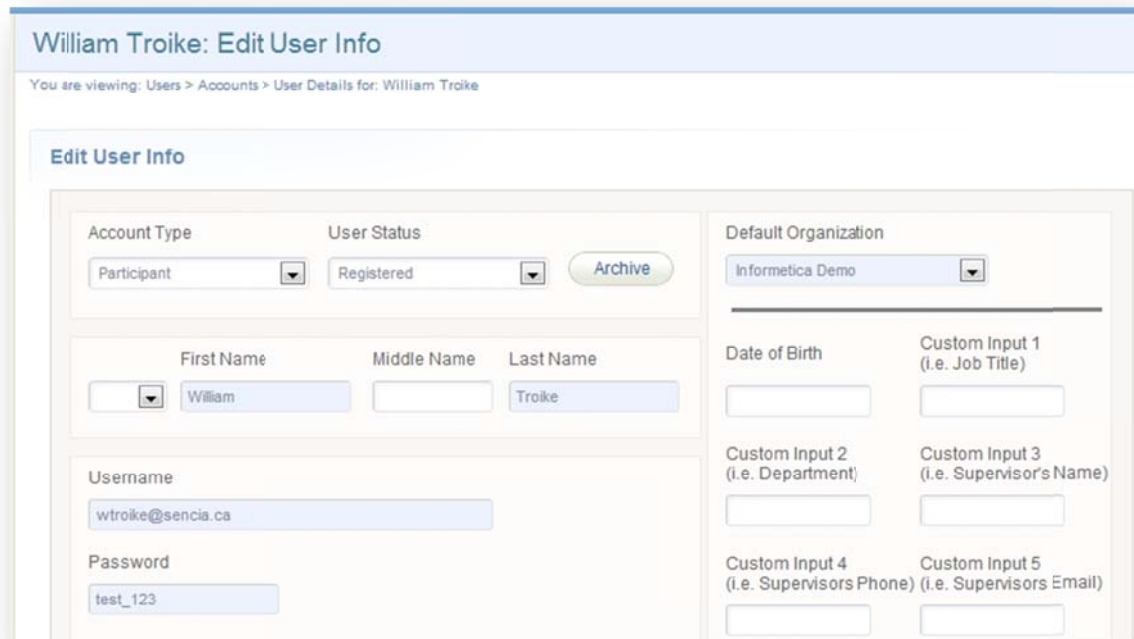 William Troike: Edit User Info
You are viewing: Users > Accounts > User Details for: William Troike
Edit User Info
Account Type
User Status
Participant
Registered
Archive
First Name
Middle Name
Last Name
William
Troike
Username
wtroike@sencia.ca
Password
test_123
Default Organization
Informetica Demo
Date of Birth
Custom Input 1
(i.e. Job Title)
Custom Input 2
(i.e. Department)
Custom Input 3
(i.e. Supervisor's Name)
Custom Input 4
(i.e. Supervisors Phone)
Custom Input 5
(i.e. Supervisors Email)